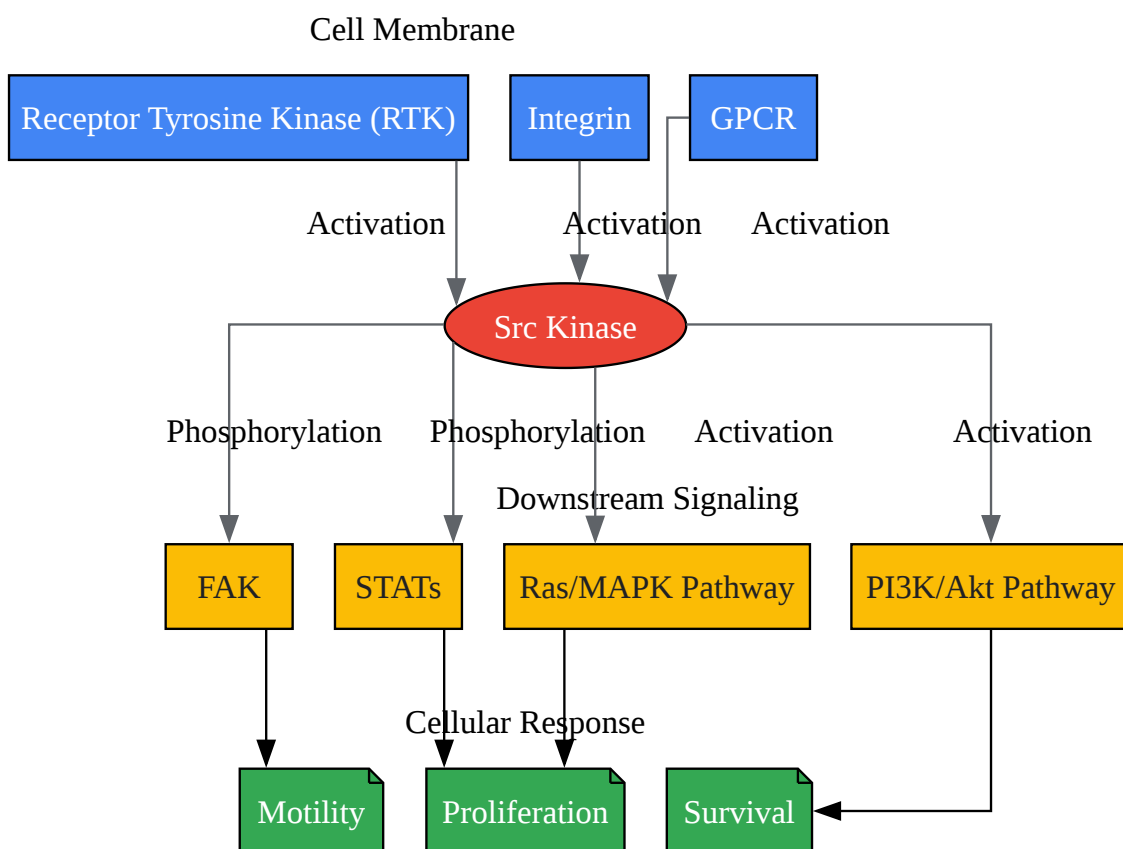 Cell Membrane
Receptor Tyrosine Kinase (RTK)
Integrin
GPCR
Activation
Activation
Activation
Src Kinase
Phosphorylation
Phosphorylation
Activation
Activation
Downstream Signaling
FAK
STATs
Ras/MAPK Pathway
PI3K/Akt Pathway
Cellular Response
Motility
Proliferation
Survival